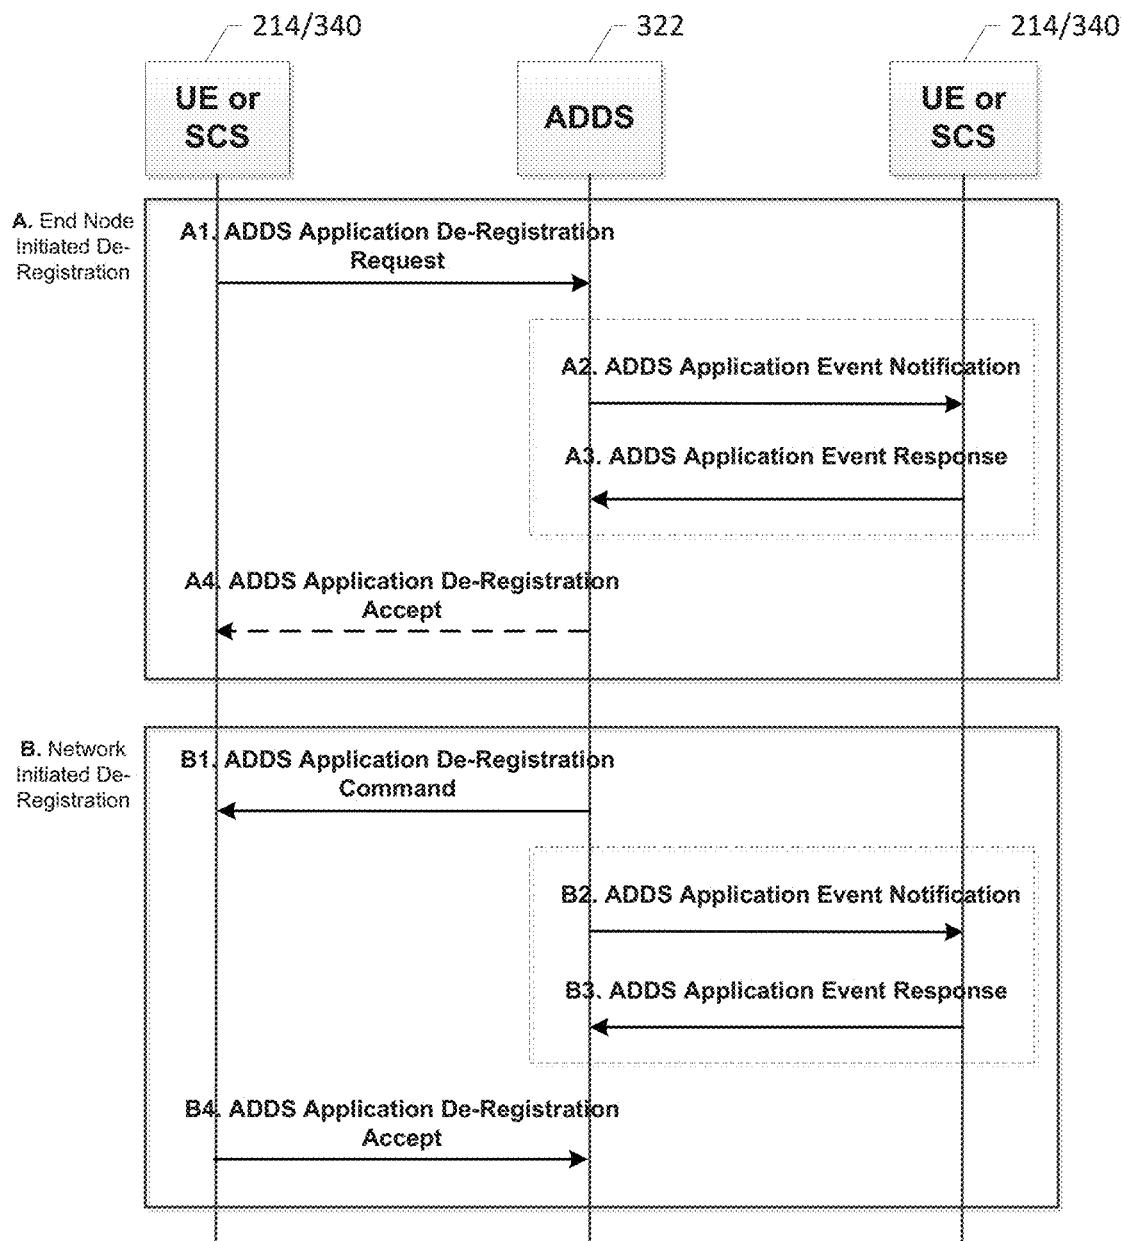 214/340
322
214/340
UE or
SCS
ADDS
UE or
SCS
A. End Node
Initiated De-
Registration
A1. ADDS Application De-Registration
Request
A2. ADDS Application Event Notification
A3. ADDS Application Event Response
A4. ADDS Application De-Registration
Accept
B. Network
Initiated De-
Registration
B1. ADDS Application De-Registration
Command
B2. ADDS Application Event Notification
B3. ADDS Application Event Response
B4. ADDS Application De-Registration
Accept